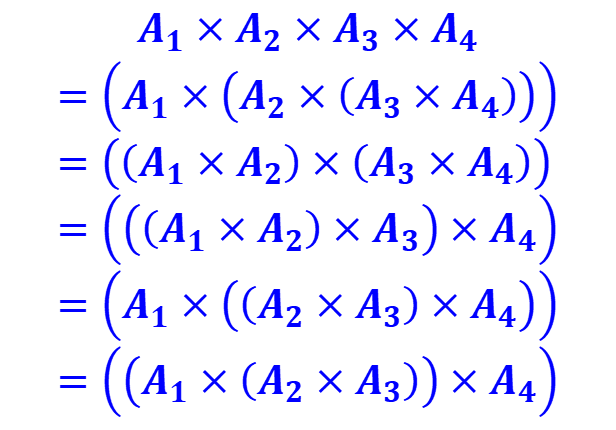 A₁ × A₂ × A₃ × A₄
= (A₁ × (A₂ × (A₃ × A₄)))
= ((A₁ × A₂) × (A₃ × A₄))
= (((A₁ × A₂) × A₃) × A₄)
= (A₁ × ((A₂ × A₃) × A₄))
= ((A₁ × (A₂ × A₃)) × A₄)